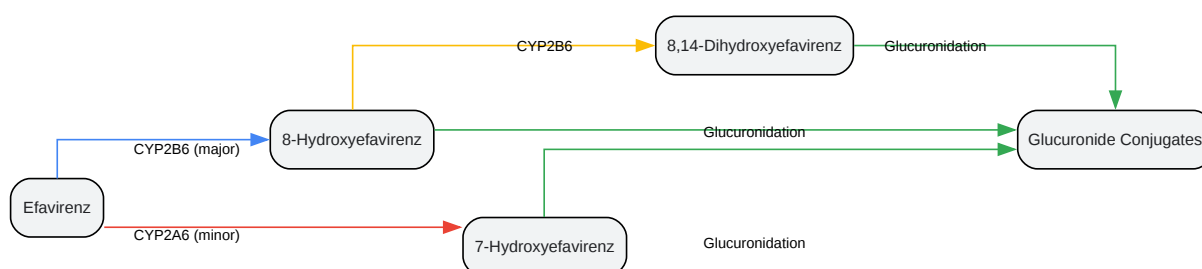 8,14-Dihydroxyefavirenz
CYP2B6
Glucuronidation
8-Hydroxyefavirenz
Glucuronidation
Glucuronide Conjugates
CYP2B6 (major)
Efavirenz
CYP2A6 (minor)
7-Hydroxyefavirenz
Glucuronidation